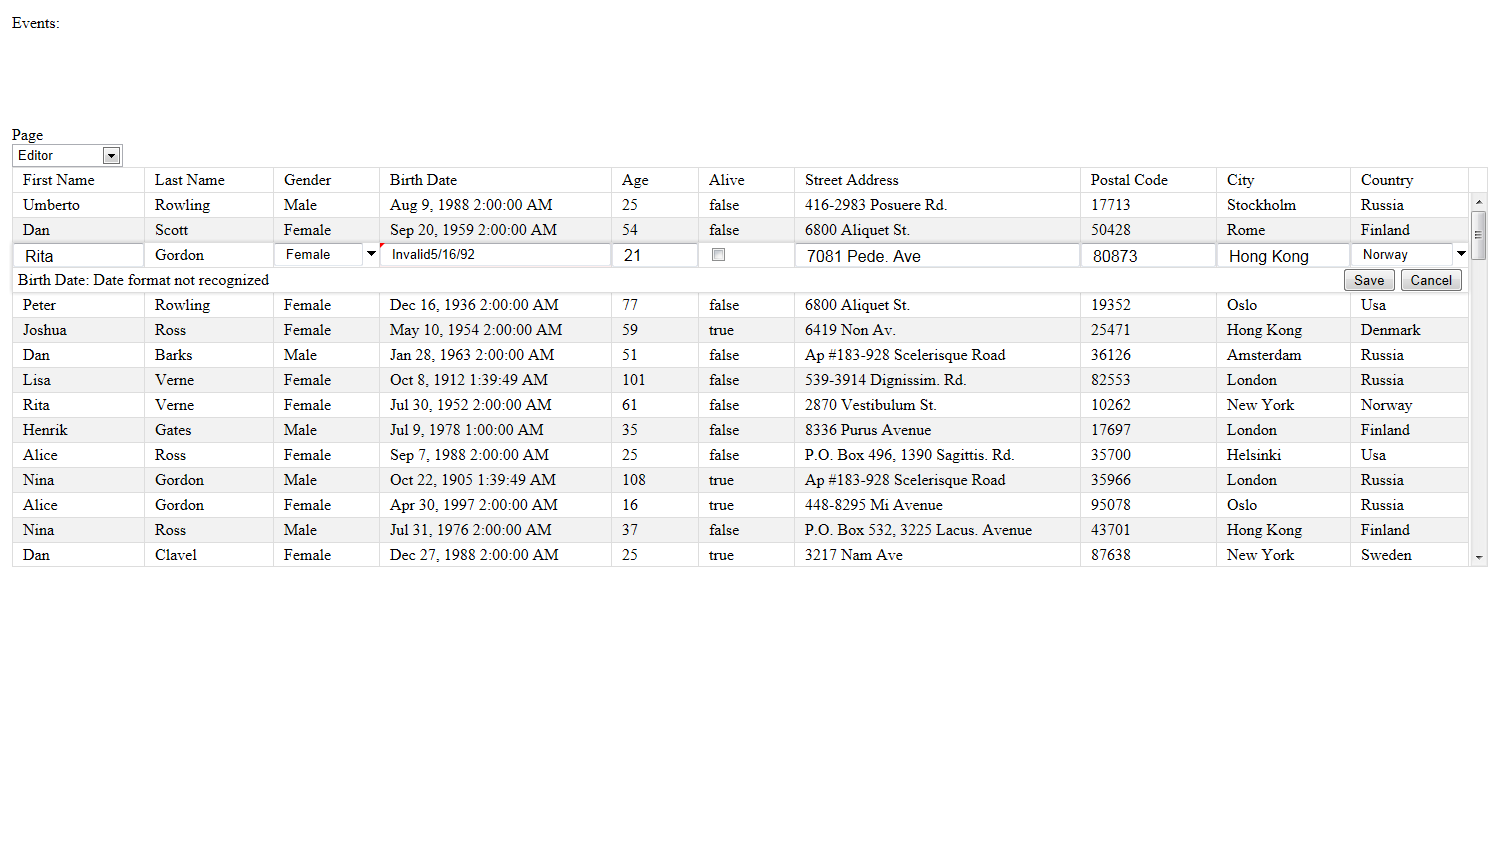 Events:
Page
Editor
First Name Last Name Gender Birth Date Age Alive Street Address Postal Code City Country
Umberto Rowling Male Aug 9, 1988 2:00:00 AM 25 false 416-2983 Posuere Rd. 17713 Stockholm Russia
Dan Scott Female Sep 20, 1959 2:00:00 AM 54 false 6800 Aliquet St. 50428 Rome Finland
Rita Gordon Female Invalid5/16/92 21 7081 Pede. Ave 80873 Hong Kong Norway
Birth Date: Date format not recognized Save Cancel
Peter Rowling Female Dec 16, 1936 2:00:00 AM 77 false 6800 Aliquet St. 19352 Oslo Usa
Joshua Ross Female May 10, 1954 2:00:00 AM 59 true 6419 Non Av. 25471 Hong Kong Denmark
Dan Barks Male Jan 28, 1963 2:00:00 AM 51 false Ap #183-928 Scelerisque Road 36126 Amsterdam Russia
Lisa Verne Female Oct 8, 1912 1:39:49 AM 101 false 539-3914 Dignissim. Rd. 82553 London Russia
Rita Verne Female Jul 30, 1952 2:00:00 AM 61 false 2870 Vestibulum St. 10262 New York Norway
Henrik Gates Male Jul 9, 1978 1:00:00 AM 35 false 8336 Purus Avenue 17697 London Finland
Alice Ross Female Sep 7, 1988 2:00:00 AM 25 false P.O. Box 496, 1390 Sagittis. Rd. 35700 Helsinki Usa
Nina Gordon Male Oct 22, 1905 1:39:49 AM 108 true Ap #183-928 Scelerisque Road 35966 London Russia
Alice Gordon Female Apr 30, 1997 2:00:00 AM 16 true 448-8295 Mi Avenue 95078 Oslo Russia
Nina Ross Male Jul 31, 1976 2:00:00 AM 37 false P.O. Box 532, 3225 Lacus. Avenue 43701 Hong Kong Finland
Dan Clavel Female Dec 27, 1988 2:00:00 AM 25 true 3217 Nam Ave 87638 New York Sweden